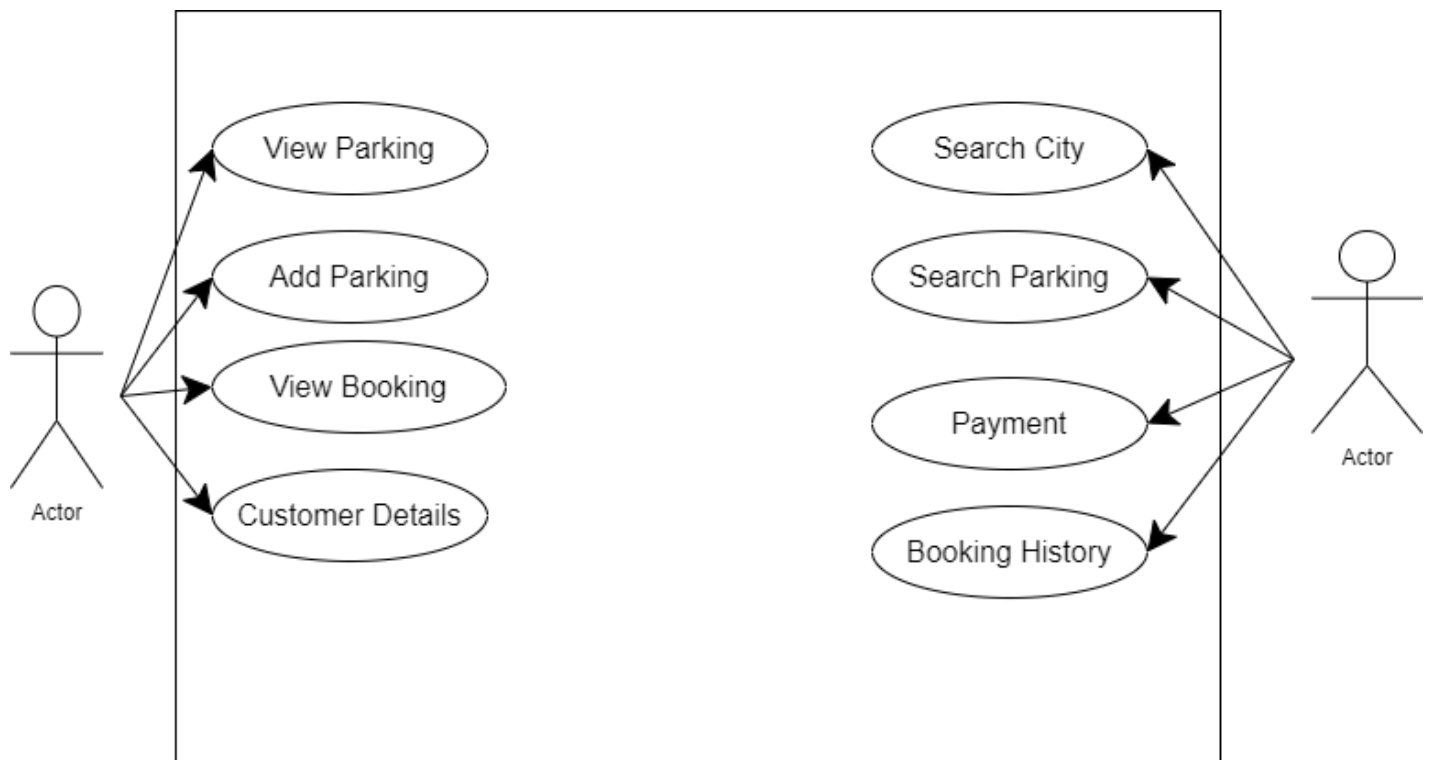 View Parking
Search City
Add Parking
Search Parking
View Booking
Payment
Actor
Customer Details
Actor
Booking History